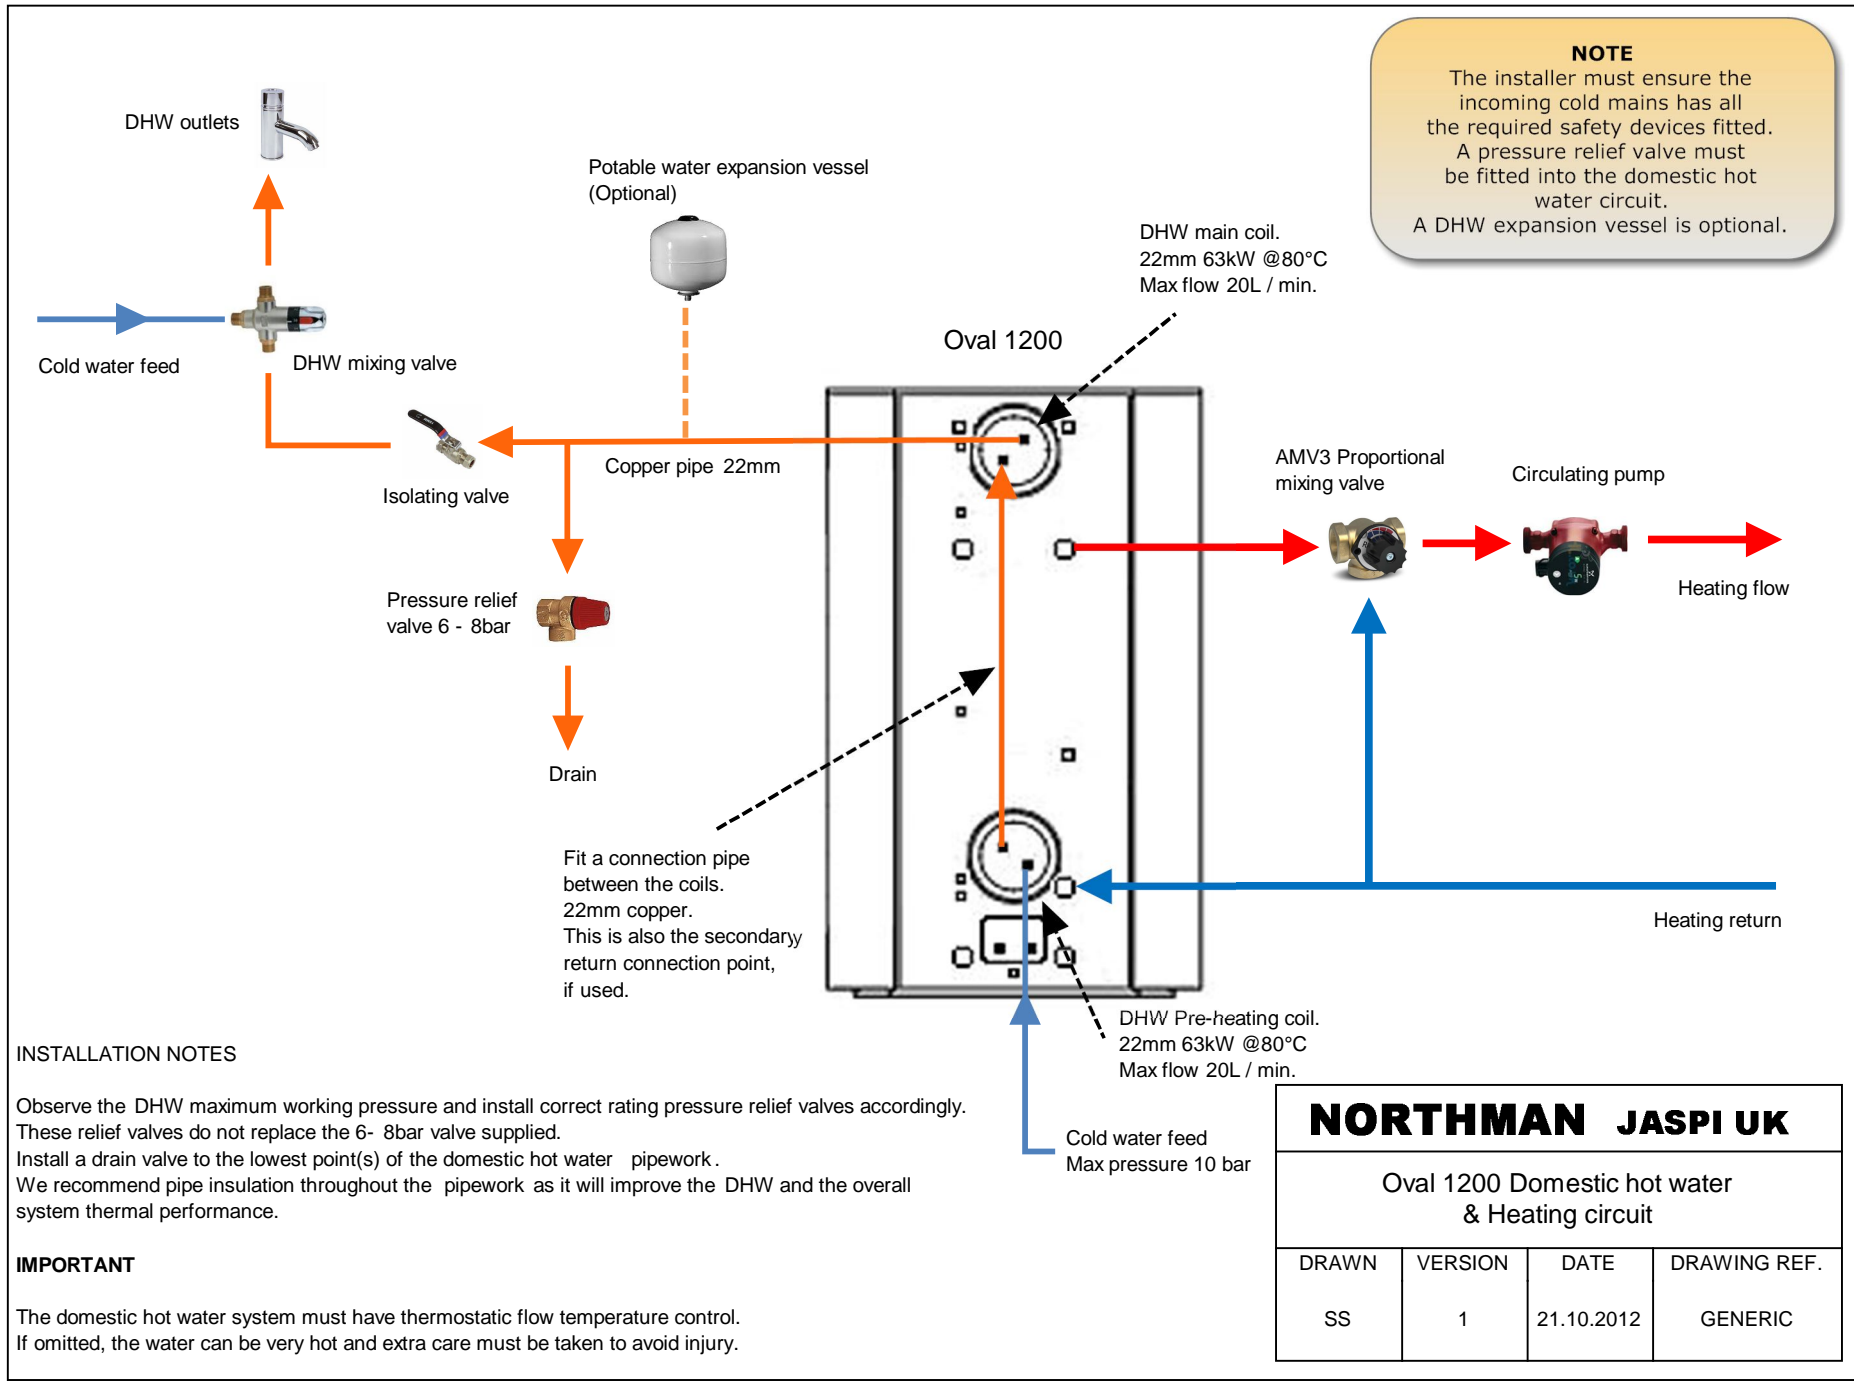 NOTE
The installer must ensure the
incoming cold mains has all
the required safety devices fitted.
A pressure relief valve must
be fitted into the domestic hot
water circuit.
A DHW expansion vessel is optional.
DHW outlets
Potable water expansion vessel
(Optional)
DHW main coil.
22mm 63kW @80°C
Max flow 20L / min.
Oval 1200
Cold water feed
DHW mixing valve
Copper pipe 22mm
Isolating valve
AMV3 Proportional
mixing valve
Circulating pump
Heating flow
Pressure relief
valve 6 - 8bar
Drain
Fit a connection pipe
between the coils.
22mm copper.
This is also the secondary
return connection point,
if used.
Heating return
DHW Pre-heating coil.
22mm 63kW @80°C
Max flow 20L / min.
Cold water feed
Max pressure 10 bar
INSTALLATION NOTES
Observe the DHW maximum working pressure and install correct rating pressure relief valves accordingly.
These relief valves do not replace the 6- 8bar valve supplied.
Install a drain valve to the lowest point(s) of the domestic hot water pipework.
We recommend pipe insulation throughout the pipework as it will improve the DHW and the overall
system thermal performance.
IMPORTANT
The domestic hot water system must have thermostatic flow temperature control.
If omitted, the water can be very hot and extra care must be taken to avoid injury.
NORTHMAN JASPI UK
Oval 1200 Domestic hot water
& Heating circuit
DRAWN VERSION DATE DRAWING REF.
SS 1 21.10.2012 GENERIC